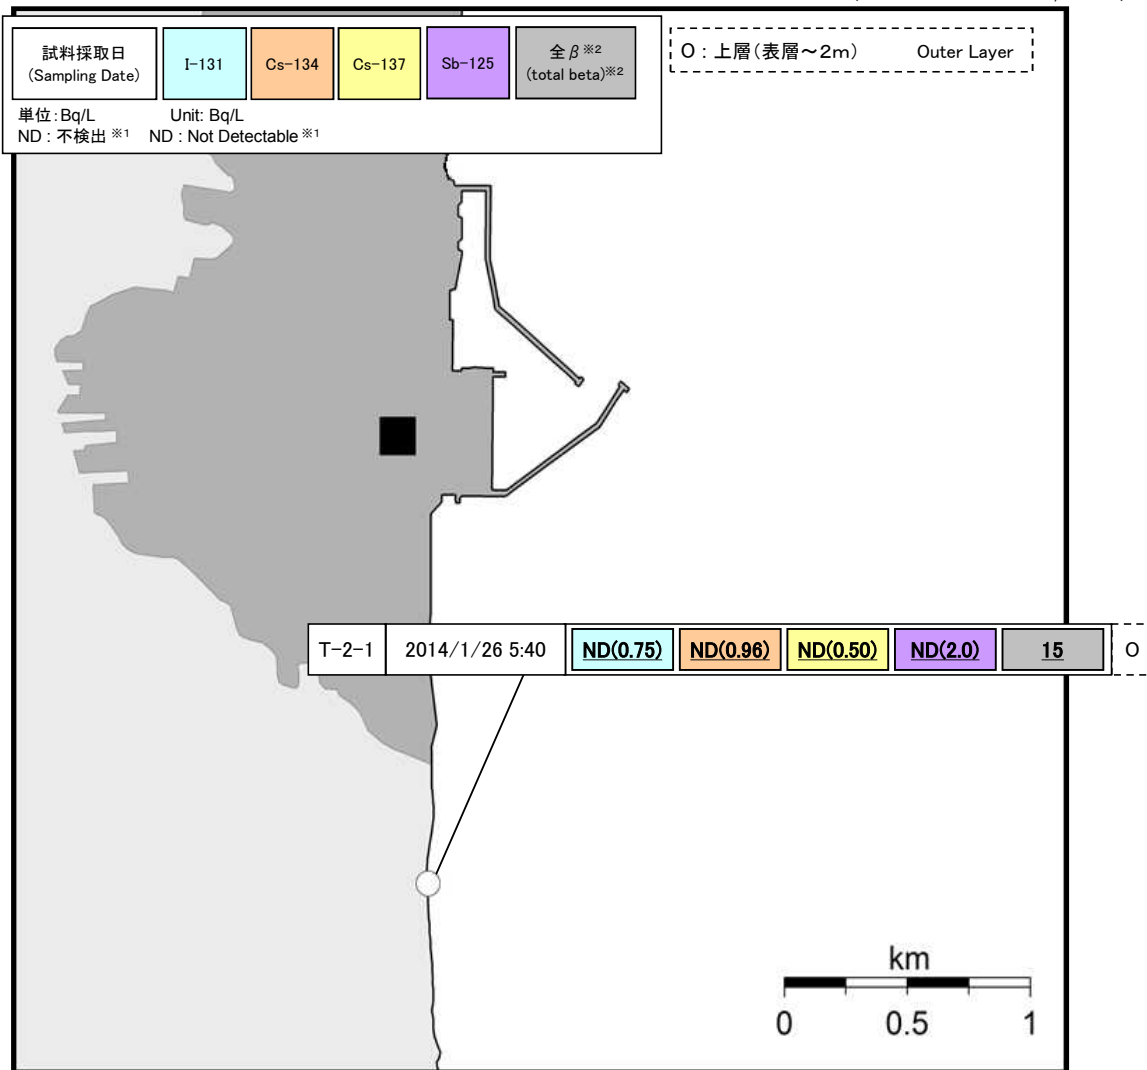 試料採取日
(Sampling Date)
I-131
Cs-134
Cs-137
Sb-125
全β※2
(total beta)※2
単位:Bq/L Unit: Bq/L
ND : 不検出 ※1 ND : Not Detectable ※1
O : 上層(表層～2m) Outer Layer
T-2-1 2014/1/26 5:40 ND(0.75) ND(0.96) ND(0.50) ND(2.0) 15 O
km
0 0.5 1